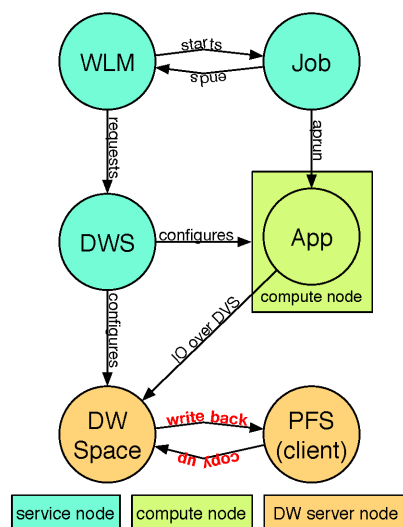 WLM
starts
ends
Job
requests
aprun
DWS
configures
App
compute node
configures
IO over DVS
DW
Space
write back
copy up
PFS
(client)
service node
compute node
DW server node